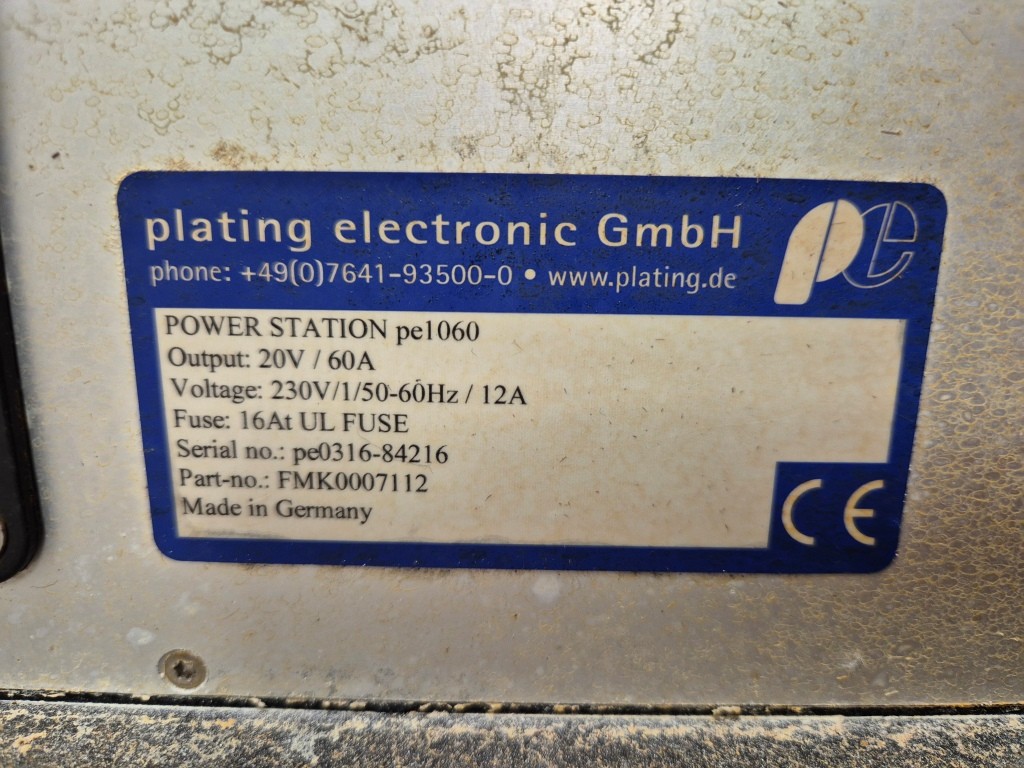 plating electronic GmbH
phone: +49(0)7641-93500-0 • www.plating.de
pe
POWER STATION pe1060
Output: 20V / 60A
Voltage: 230V/1/50-60Hz / 12A
Fuse: 16At UL FUSE
Serial no.: pe0316-84216
Part-no.: FMK0007112
Made in Germany
CE